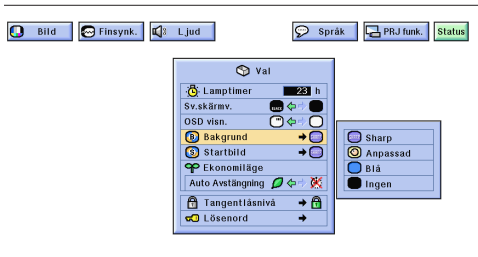 Bild Finsynk. Ljud Språk PRJ funk. Status
Val
Lamptimer 23 h
Sv.skärmv.
OSD visn.
Bakgrund
Startbild
Ekonomiläge
Auto Avstängning
Tangentlåsnivå
Lösenord
Sharp
Anpassad
Blå
Ingen